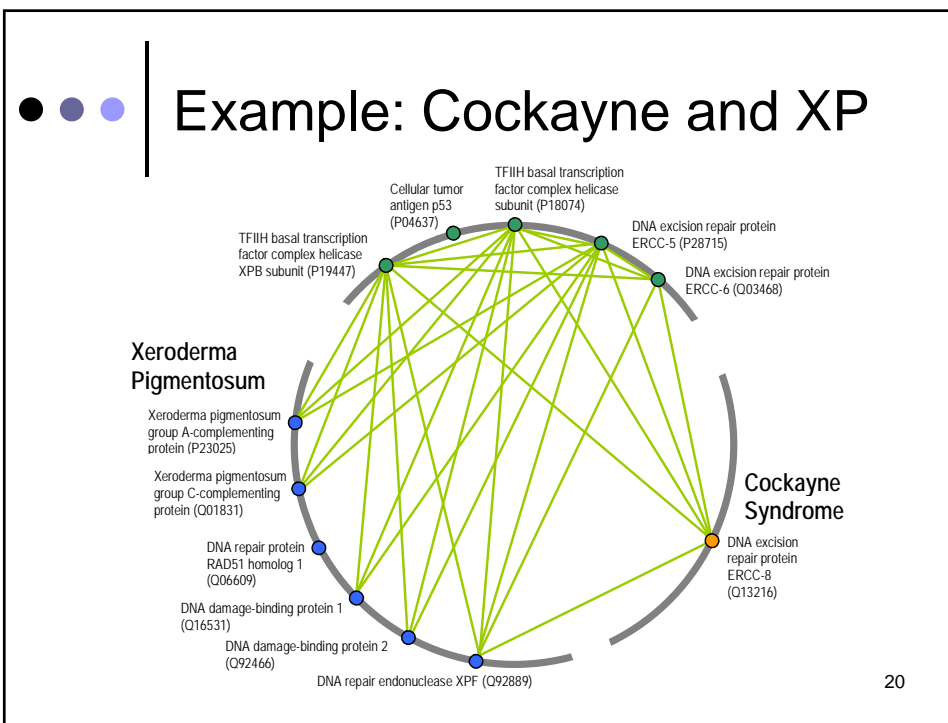 Example: Cockayne and XP
TFIIH basal transcription
factor complex helicase
subunit (P18074)
Cellular tumor
antigen p53
(P04637)
DNA excision repair protein
ERCC-5 (P28715)
TFIIH basal transcription
factor complex helicase
XPB subunit (P19447)
DNA excision repair protein
ERCC-6 (Q03468)
Xeroderma
Pigmentosum
Xeroderma pigmentosum
group A-complementing
protein (P23025)
Xeroderma pigmentosum
group C-complementing
protein (Q01831)
Cockayne
Syndrome
DNA excision
repair protein
ERCC-8
(Q13216)
DNA repair protein
RAD51 homolog 1
(Q06609)
DNA damage-binding protein 1
(Q16531)
DNA damage-binding protein 2
(Q92466)
DNA repair endonuclease XPF (Q92889)
20